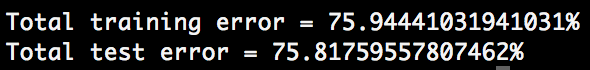 Total training error = 75.94441031941031%
Total test error = 75.81759557807462%